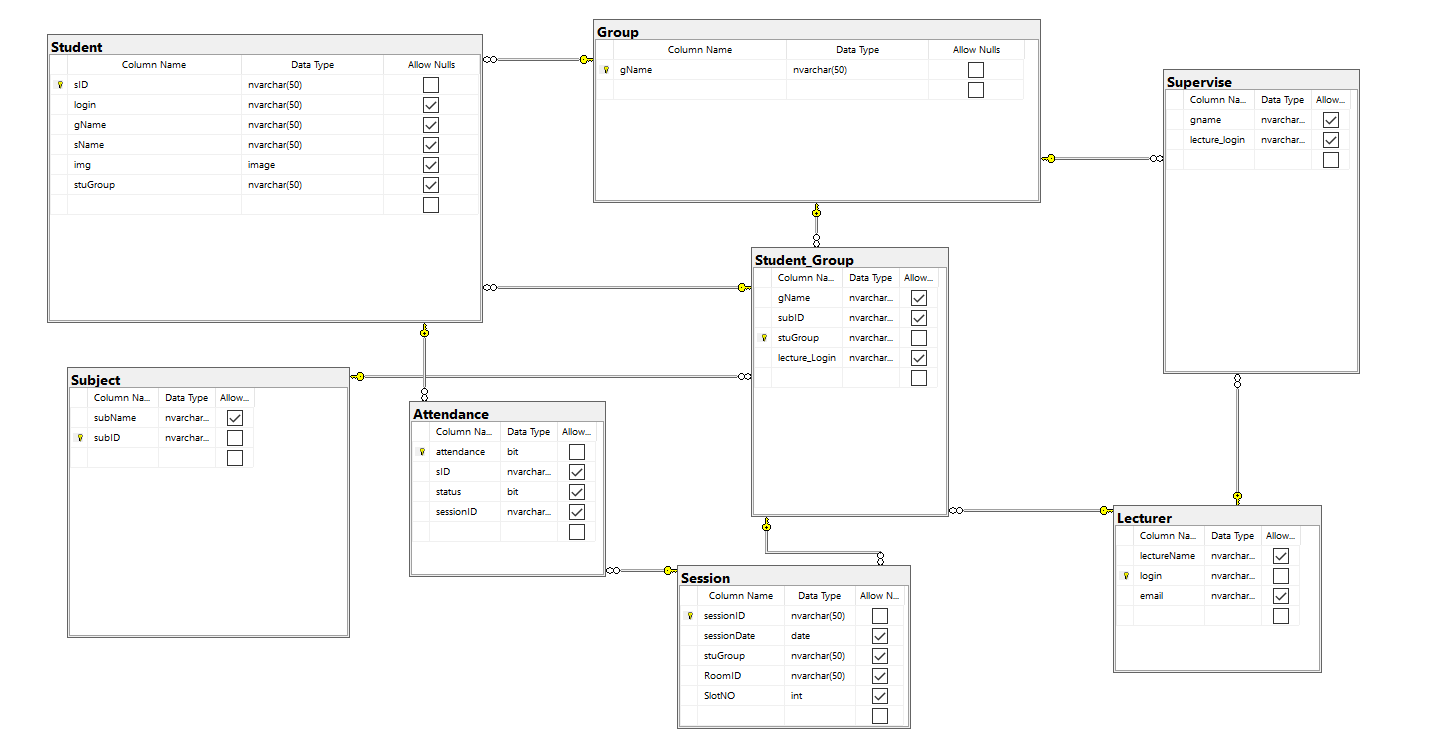 Student
Column Name Data Type Allow Nulls
sID nvarchar(50)
login nvarchar(50)
gName nvarchar(50)
sName nvarchar(50)
img image
stuGroup nvarchar(50)
Group
Column Name Data Type Allow Nulls
gName nvarchar(50)
Supervise
Column Na... Data Type Allow...
gname nvarchar...
lecture_login nvarchar...
Student_Group
Column Na... Data Type Allow...
gName nvarchar...
subID nvarchar...
stuGroup nvarchar...
lecture_Login nvarchar...
Subject
Column Na... Data Type Allow...
subName nvarchar...
subID nvarchar...
Attendance
Column Na... Data Type Allow...
attendance bit
sID nvarchar...
status bit
sessionID nvarchar...
Lecturer
Column Na... Data Type Allow...
lectureName nvarchar...
login nvarchar...
email nvarchar...
Session
Column Name Data Type Allow N...
sessionID nvarchar(50)
sessionDate date
stuGroup nvarchar(50)
RoomID nvarchar(50)
SlotNO int